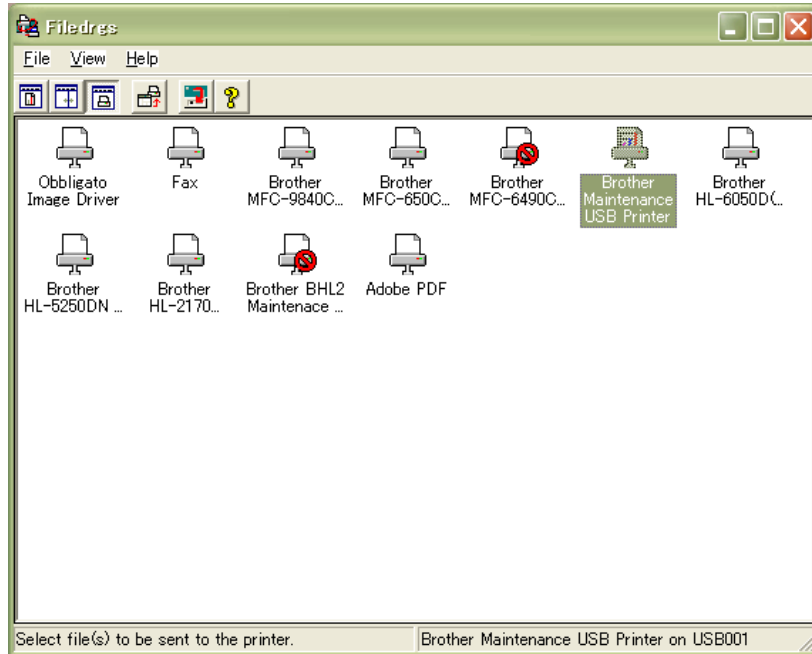 Filedrgs
File View Help
Obbligato
Image Driver
Fax
Brother
MFC-9840C...
Brother
MFC-650C...
Brother
MFC-6490C...
Brother
Maintenance
USB Printer
Brother
HL-6050D(...
Brother
HL-5250DN ...
Brother
HL-2170...
Brother BHL2
Maintenace ...
Adobe PDF
Select file(s) to be sent to the printer.
Brother Maintenance USB Printer on USB001